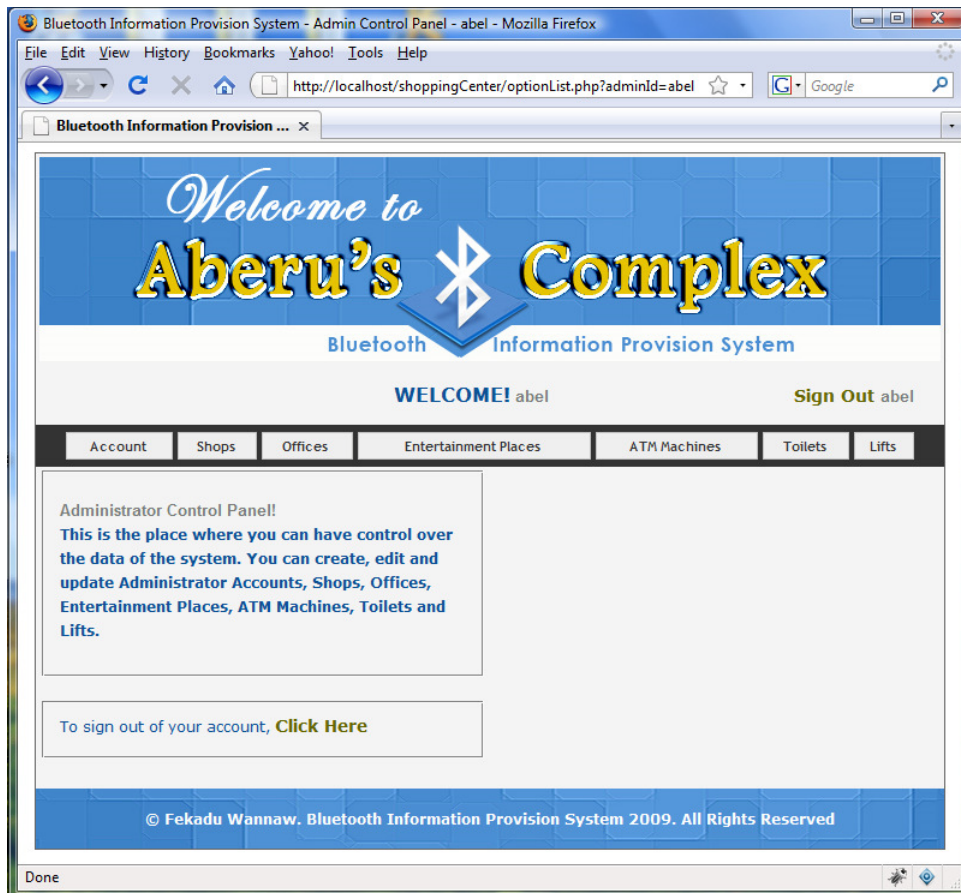 Bluetooth Information Provision System - Admin Control Panel - abel - Mozilla Firefox
File Edit View History Bookmarks Yahoo! Tools Help
http://localhost/shoppingCenter/optionList.php?adminId=abel G Google
Bluetooth Information Provision ...
Welcome to
Aberu's Complex
Bluetooth Information Provision System
WELCOME! abel Sign Out abel
Account Shops Offices Entertainment Places ATM Machines Toilets Lifts
Administrator Control Panel!
This is the place where you can have control over
the data of the system. You can create, edit and
update Administrator Accounts, Shops, Offices,
Entertainment Places, ATM Machines, Toilets and
Lifts.
To sign out of your account, Click Here
© Fekadu Wannaw. Bluetooth Information Provision System 2009. All Rights Reserved
Done